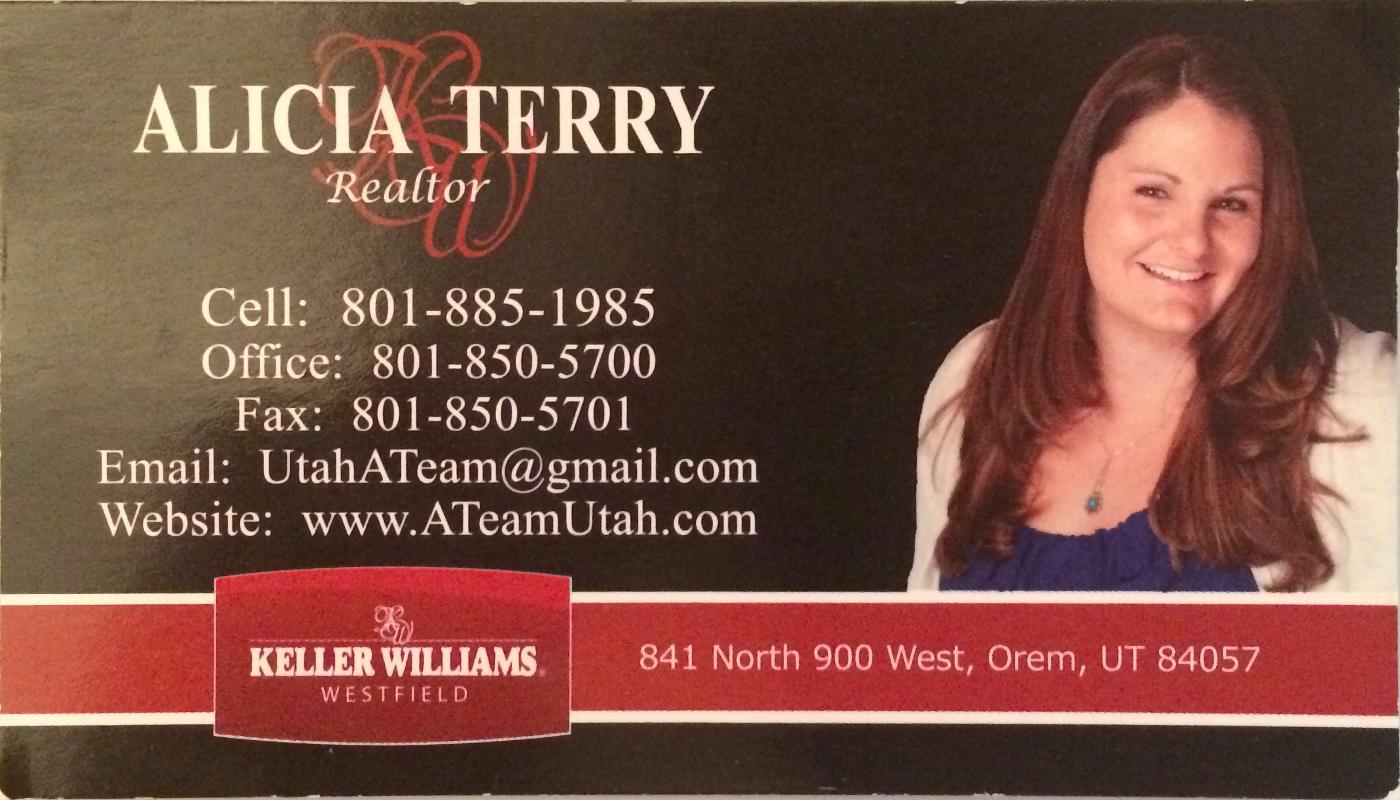 ALICIA TERRY
Realtor
Cell: 801-885-1985
Office: 801-850-5700
Fax: 801-850-5701
Email: UtahATeam@gmail.com
Website: www.ATeamUtah.com
KW
KELLER WILLIAMS
WESTFIELD
841 North 900 West, Orem, UT 84057